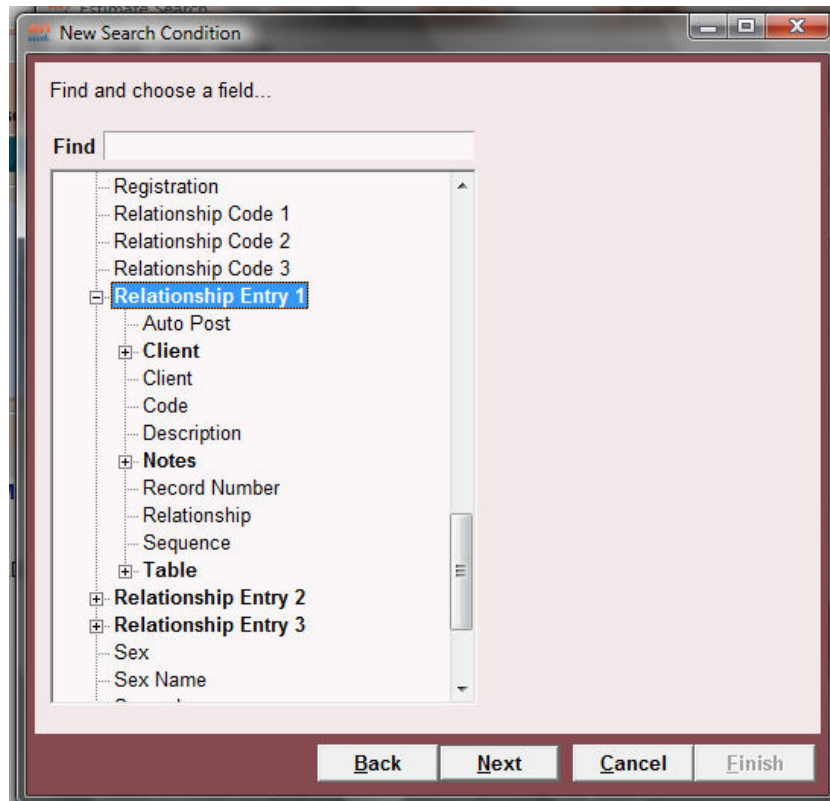 Estimate Search
New Search Condition
Find and choose a field...
Find
Registration
Relationship Code 1
Relationship Code 2
Relationship Code 3
Relationship Entry 1
Auto Post
Client
Client
Code
Description
Notes
Record Number
Relationship
Sequence
Table
Relationship Entry 2
Relationship Entry 3
Sex
Sex Name
Back Next Cancel Finish